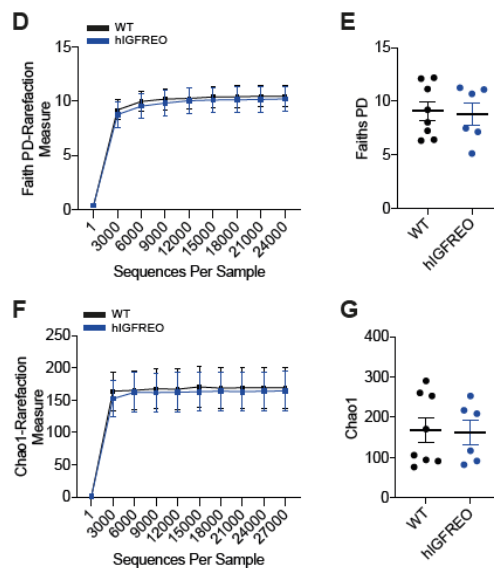 D
WT
hIGFREO
Faith PD-Rarefaction
Measure
15
10
5
0
1
3000
6000
9000
12000
15000
18000
21000
24000
Sequences Per Sample
E
Faiths PD
15
10
5
0
WT
hIGFREO
F
WT
hIGFREO
Chao1-Rarefaction
Measure
250
200
150
100
50
0
1
3000
6000
9000
12000
15000
18000
21000
24000
27000
Sequences Per Sample
G
Chao1
400
300
200
100
0
WT
hIGFREO